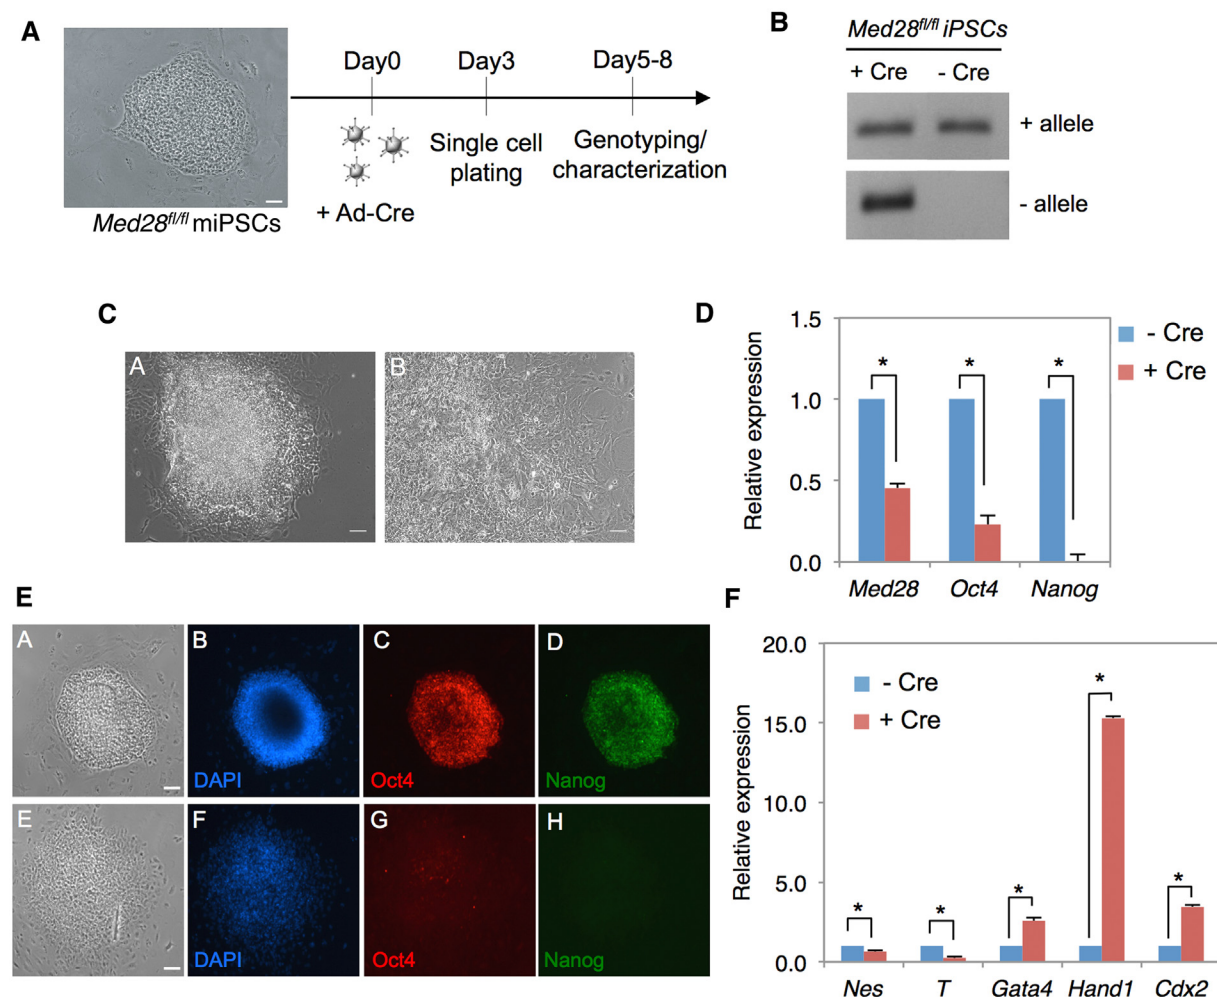 A
Day0
Day3
Day5-8
Single cell
plating
Genotyping/
characterization
+ Ad-Cre
Med28fl/fl miPSCs
B
Med28fl/fl iPSCs
+ Cre
- Cre
+ allele
- allele
C
A
B
D
1.5
1.0
0.5
0.0
Relative expression
- Cre
+ Cre
*
*
*
Med28
Oct4
Nanog
E
A
B
DAPI
C
Oct4
D
Nanog
E
F
DAPI
G
Oct4
H
Nanog
F
20.0
15.0
10.0
5.0
0.0
Relative expression
- Cre
+ Cre
*
*
*
*
*
Nes
T
Gata4
Hand1
Cdx2